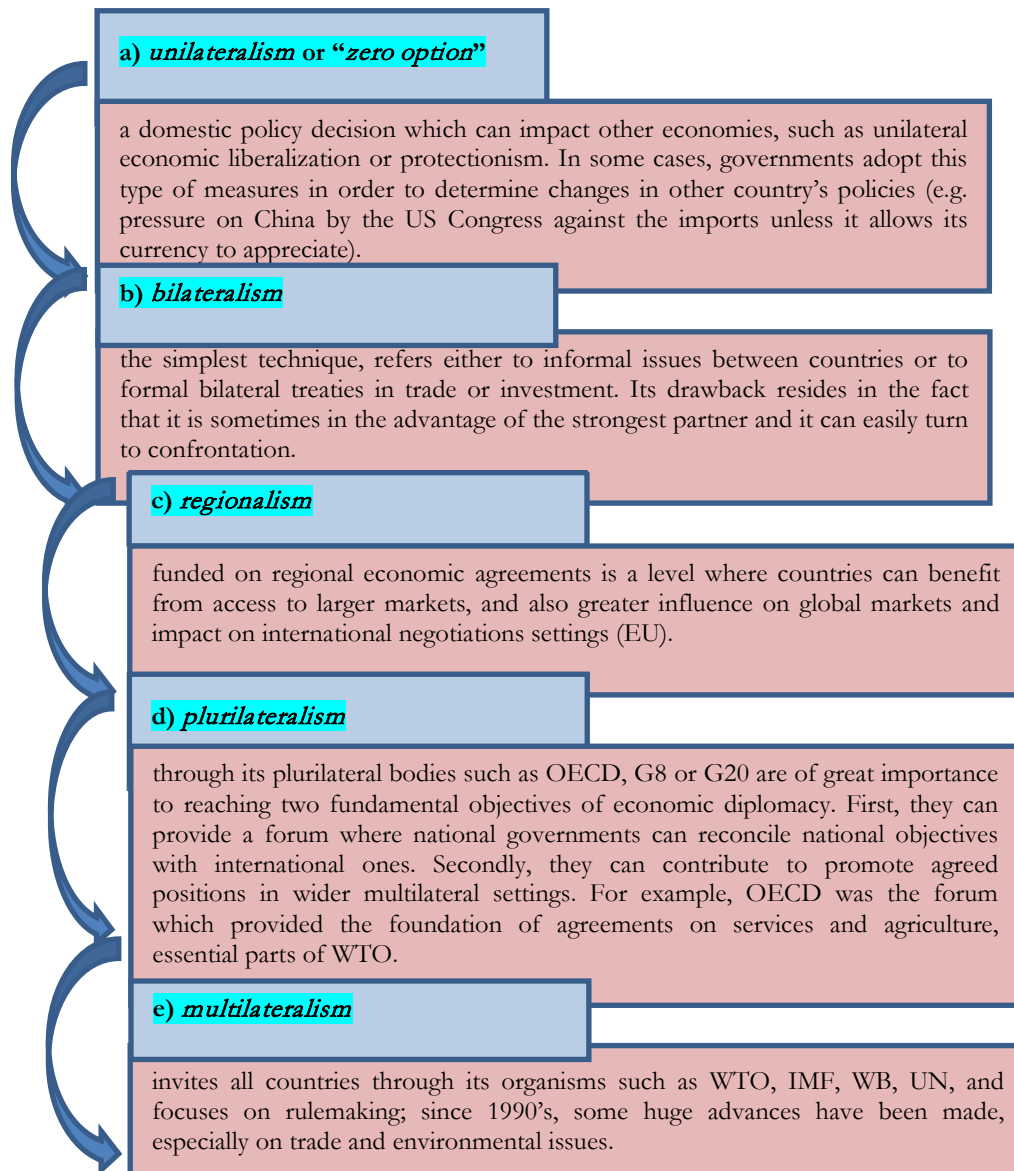 a) unilateralism or “zero option”
a domestic policy decision which can impact other economies, such as unilateral
economic liberalization or protectionism. In some cases, governments adopt this
type of measures in order to determine changes in other country’s policies (e.g.
pressure on China by the US Congress against the imports unless it allows its
currency to appreciate).
b) bilateralism
the simplest technique, refers either to informal issues between countries or to
formal bilateral treaties in trade or investment. Its drawback resides in the fact
that it is sometimes in the advantage of the strongest partner and it can easily turn
to confrontation.
c) regionalism
funded on regional economic agreements is a level where countries can benefit
from access to larger markets, and also greater influence on global markets and
impact on international negotiations settings (EU).
d) plurilateralism
through its plurilateral bodies such as OECD, G8 or G20 are of great importance
to reaching two fundamental objectives of economic diplomacy. First, they can
provide a forum where national governments can reconcile national objectives
with international ones. Secondly, they can contribute to promote agreed
positions in wider multilateral settings. For example, OECD was the forum
which provided the foundation of agreements on services and agriculture,
essential parts of WTO.
e) multilateralism
invites all countries through its organisms such as WTO, IMF, WB, UN, and
focuses on rulemaking; since 1990’s, some huge advances have been made,
especially on trade and environmental issues.